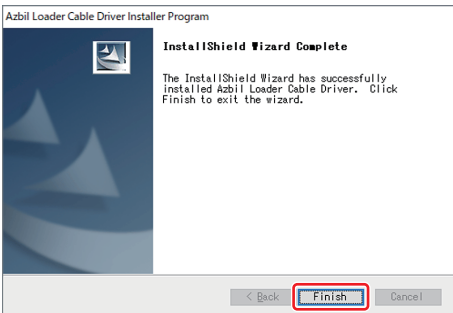 Azbil Loader Cable Driver Installer Program
InstallShield Wizard Complete
The InstallShield Wizard has successfully
installed Azbil Loader Cable Driver.  Click
Finish to exit the wizard.
< Back
Finish
Cancel